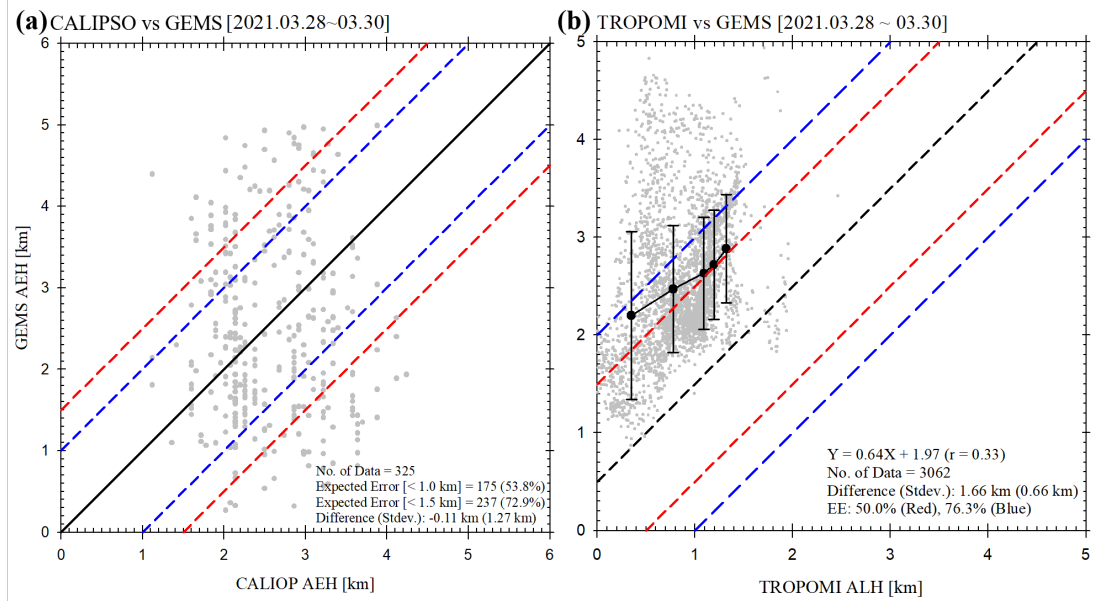 (a) CALIPSO vs GEMS [2021.03.28~03.30]
6
5
4
3
2
1
0
GEMS AEH [km]
No. of Data = 325
Expected Error [< 1.0 km] = 175 (53.8%)
Expected Error [< 1.5 km] = 237 (72.9%)
Difference (Stdev.): -0.11 km (1.27 km)
0 1 2 3 4 5 6
CALIOP AEH [km]
(b) TROPOMI vs GEMS [2021.03.28 ~ 03.30]
5
4
3
2
1
0
Y = 0.64X + 1.97 (r = 0.33)
No. of Data = 3062
Difference (Stdev.): 1.66 km (0.66 km)
EE: 50.0% (Red), 76.3% (Blue)
0 1 2 3 4 5
TROPOMI ALH [km]